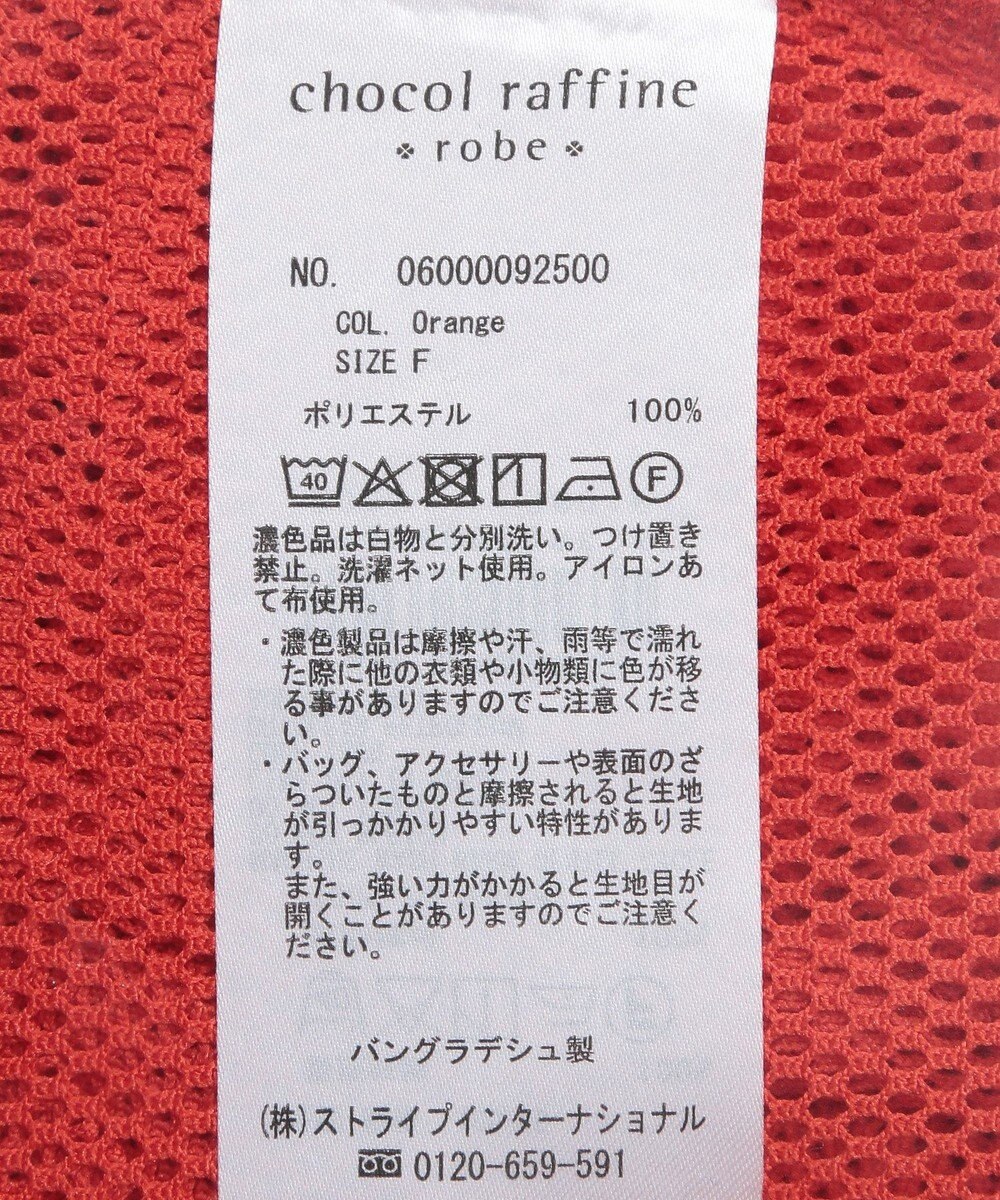 chocol raffine
robe
NO. 06000092500
COL. Orange
SIZE F
ポリエステル 100%
40 F
濃色品は白物と分別洗い。つけ置き
禁止。洗濯ネット使用。アイロンあ
て布使用。
・濃色製品は摩擦や汗、雨等で濡れ
た際に他の衣類や小物類に色が移
る事がありますのでご注意くださ
い。
・バッグ、アクセサリーや表面のざ
らついたものと摩擦されると生地
が引っかかりやすい特性がありま
す。
また、強い力がかかると生地目が
開くことがありますのでご注意く
ださい。
バングラデシュ製
(株)ストライプインターナショナル
0120-659-591